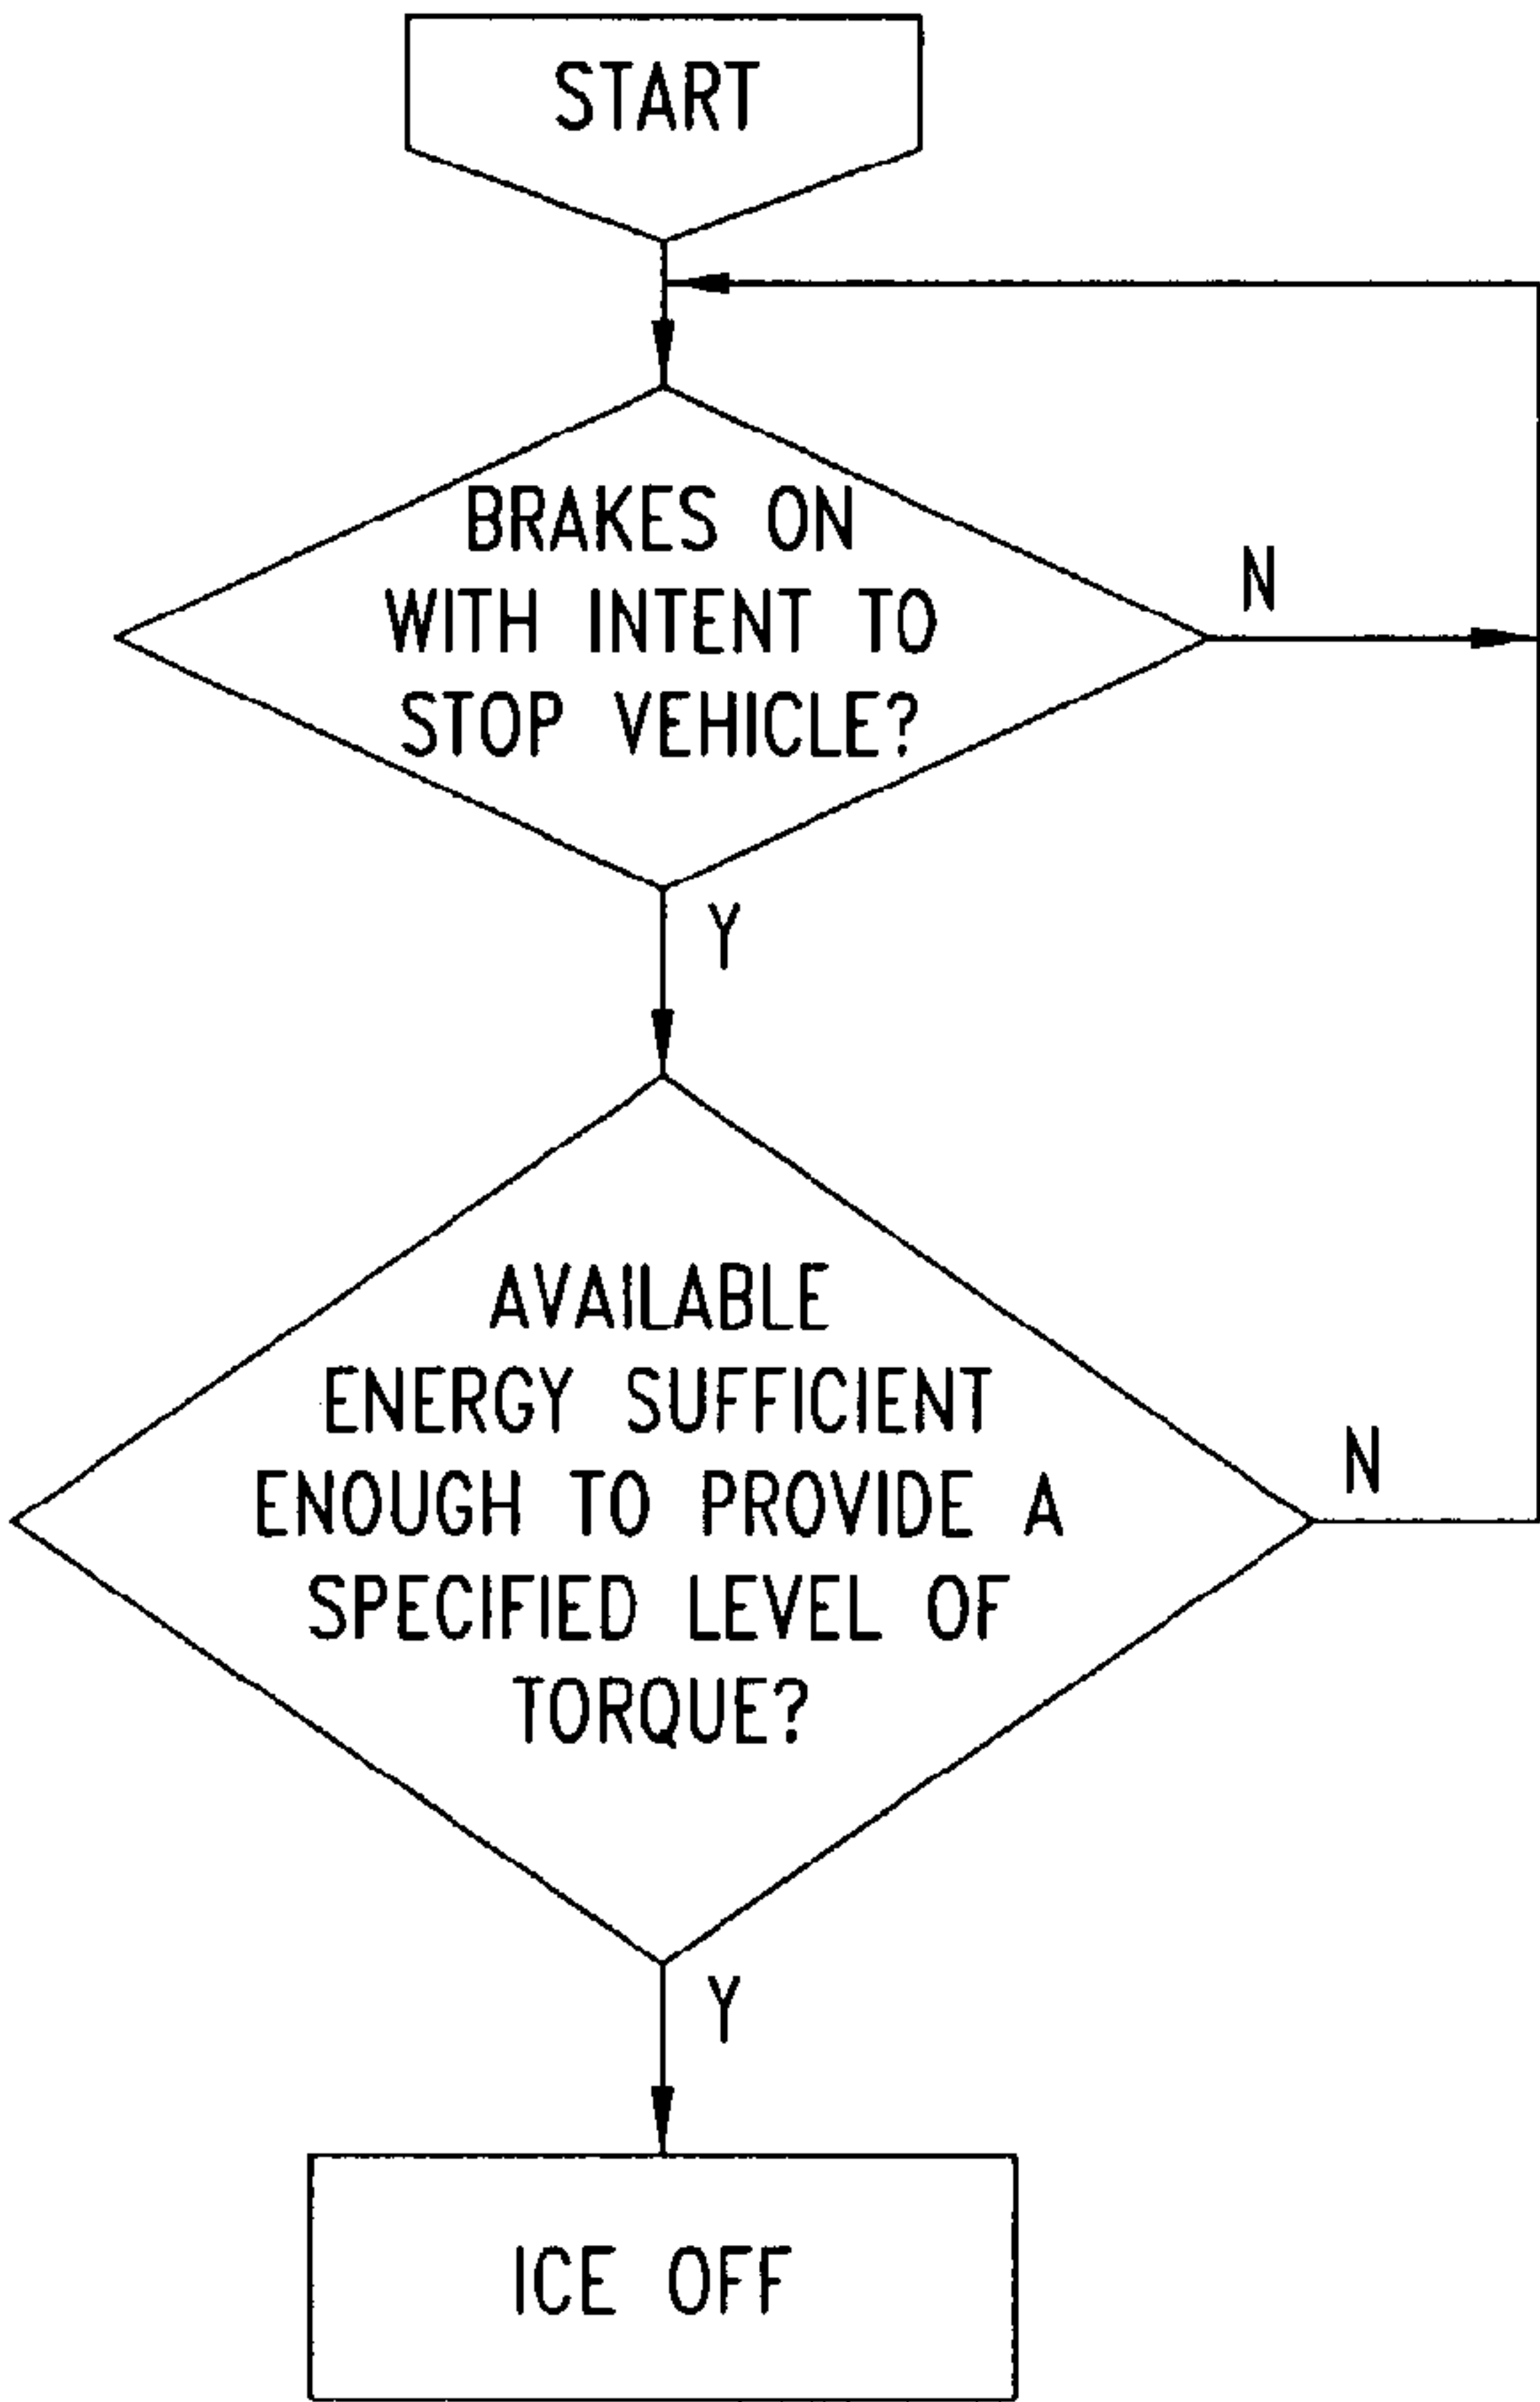 START
BRAKES ON
WITH INTENT TO
STOP VEHICLE?
N
Y
AVAILABLE
ENERGY SUFFICIENT
ENOUGH TO PROVIDE A
SPECIFIED LEVEL OF
TORQUE?
N
Y
ICE OFF